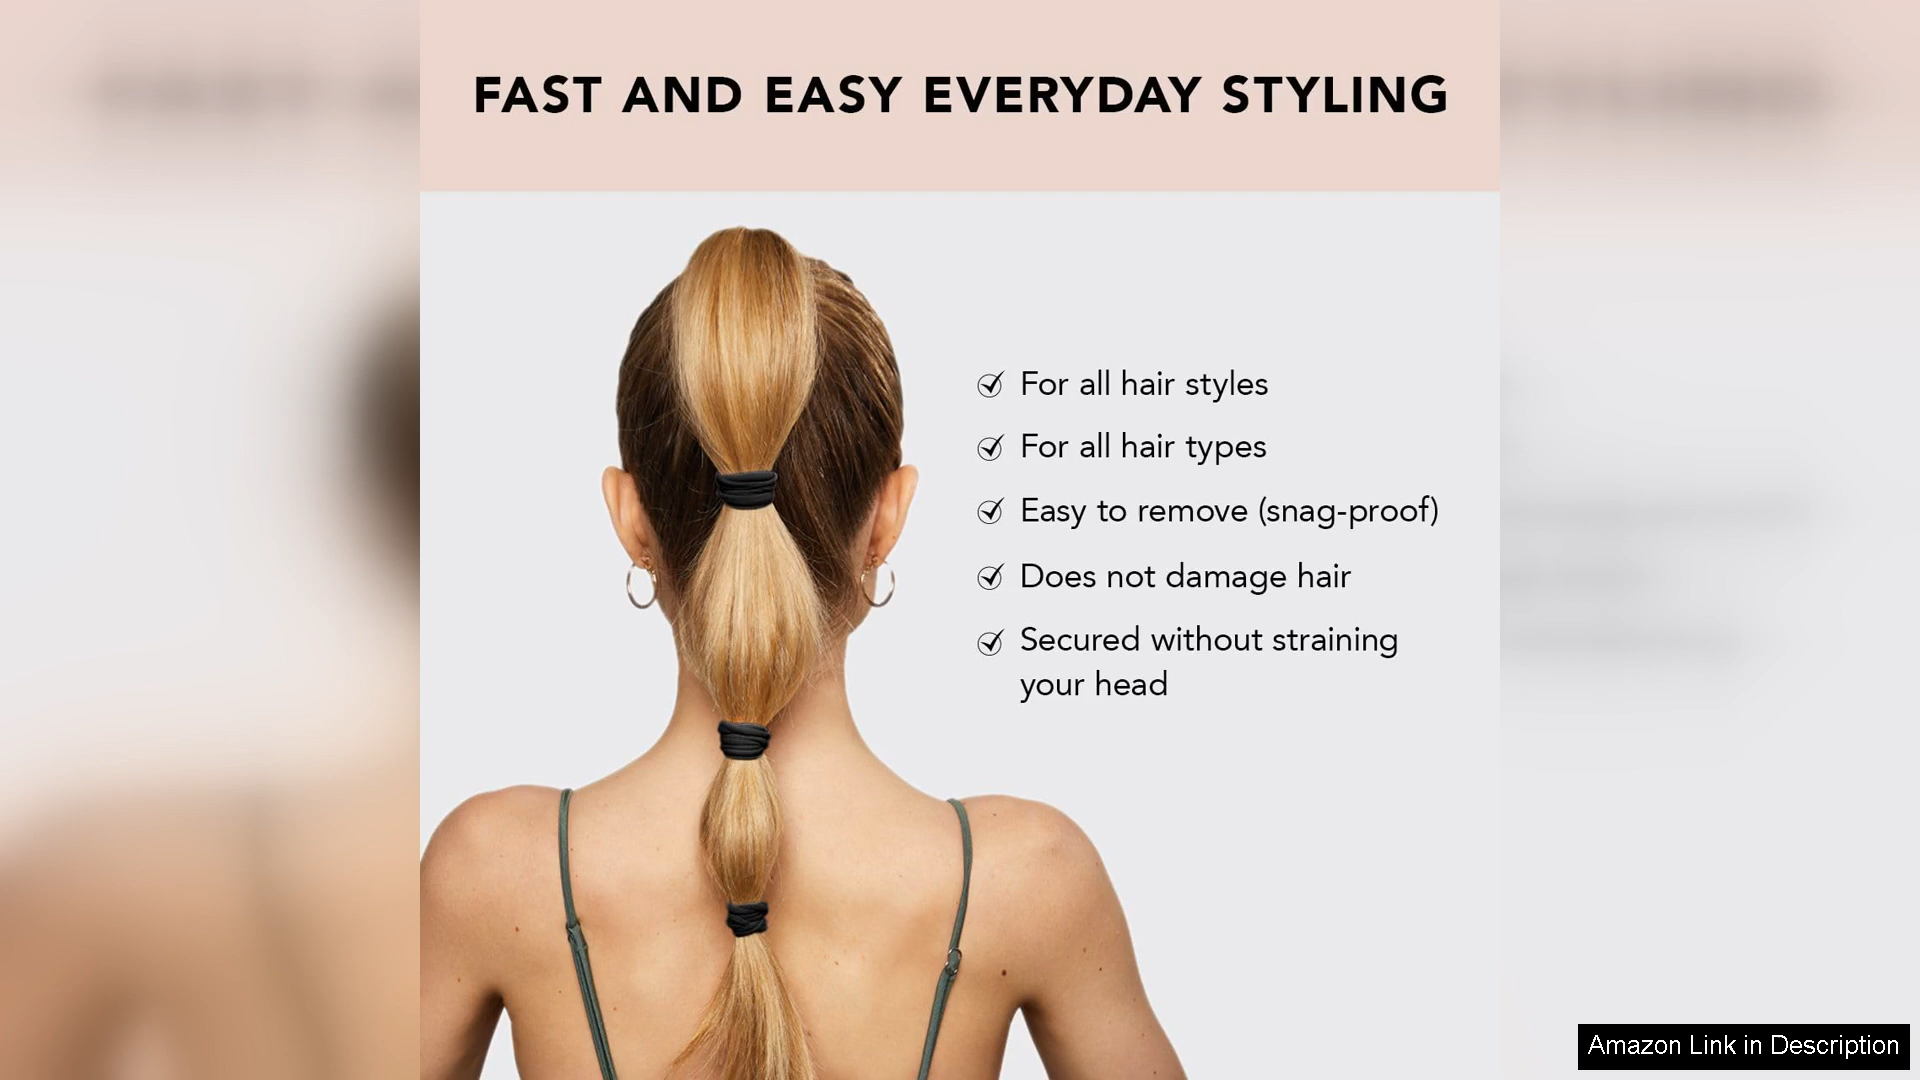 FAST AND EASY EVERYDAY STYLING
For all hair styles
For all hair types
Easy to remove (snag-proof)
Does not damage hair
Secured without straining
your head
Amazon Link in Description